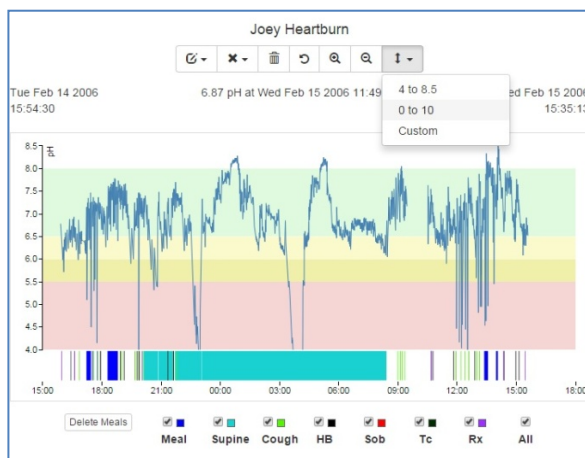 Joey Heartburn
Tue Feb 14 2006
15:54:30
6.87 pH at Wed Feb 15 2006 11:49
ed Feb 15 2006
15:35:13
4 to 8.5
0 to 10
Custom
pH
8.5
8.0
7.5
7.0
6.5
6.0
5.5
5.0
4.5
4.0
15:00 18:00 21:00 00:00 03:00 06:00 09:00 12:00 15:00 18:00
Delete Meals
Meal Supine Cough HB Sob Tc Rx All